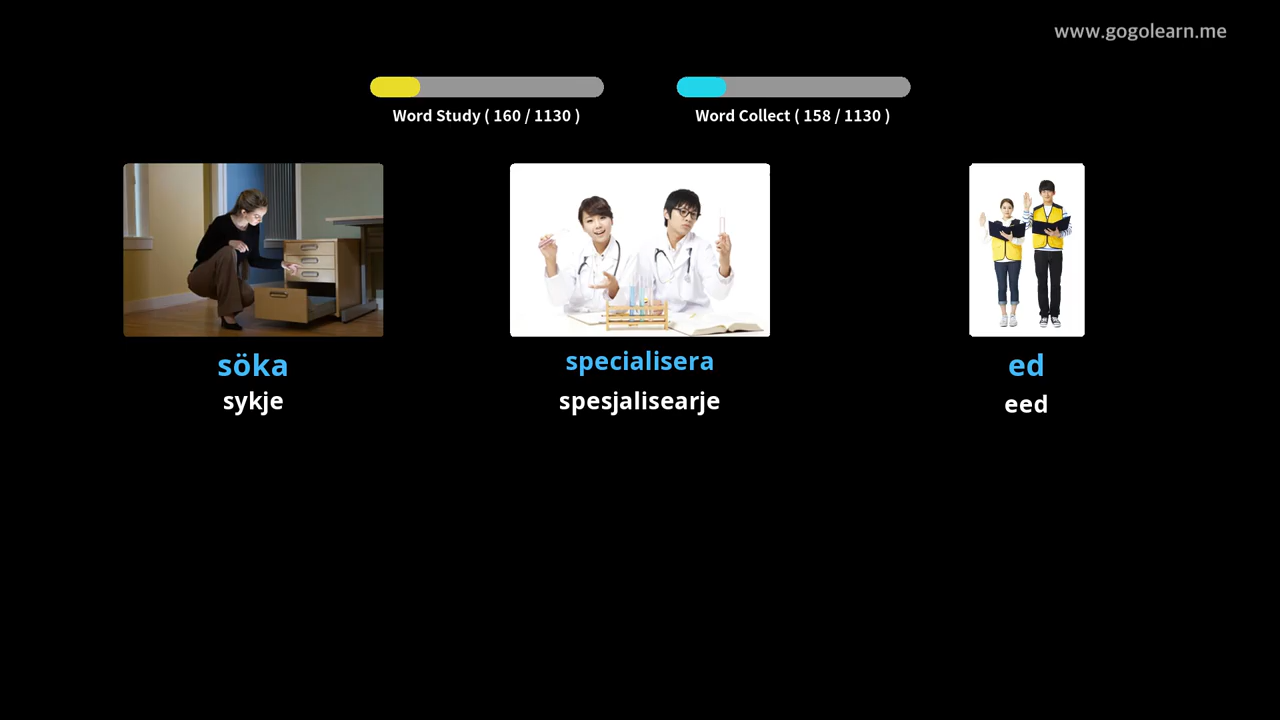 www.gogolearn.me
Word Study ( 160 / 1130 )
Word Collect ( 158 / 1130 )
söka
sykje
specialisera
spesjalisearje
ed
eed